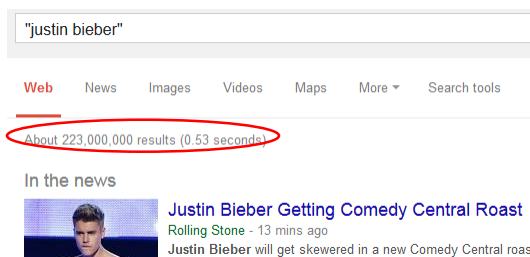 "justin bieber"
Web News Images Videos Maps More Search tools
About 223,000,000 results (0.53 seconds)
In the news
Justin Bieber Getting Comedy Central Roast
Rolling Stone - 13 mins ago
Justin Bieber will get skewered in a new Comedy Central roas